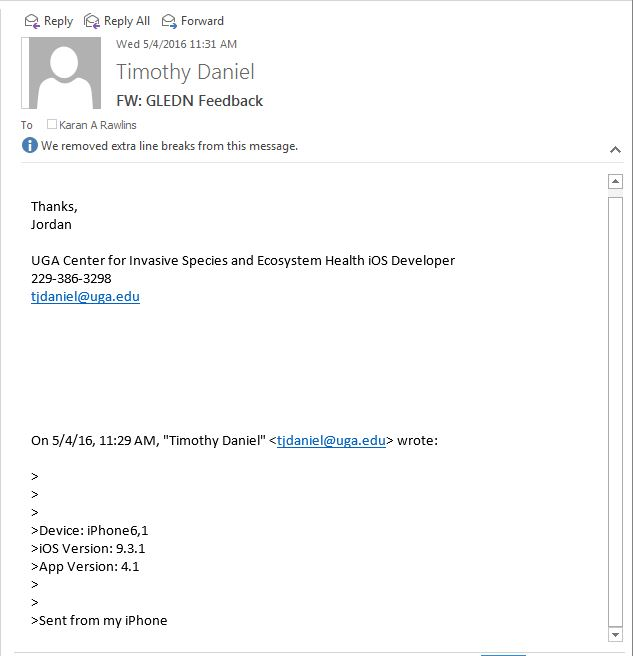 Reply Reply All Forward
Wed 5/4/2016 11:31 AM
Timothy Daniel
FW: GLEDN Feedback
To Karan A Rawlins
We removed extra line breaks from this message.
Thanks,
Jordan
UGA Center for Invasive Species and Ecosystem Health iOS Developer
229-386-3298
tjdaniel@uga.edu
On 5/4/16, 11:29 AM, "Timothy Daniel" <tjdaniel@uga.edu> wrote:
>
>
>
>Device: iPhone6,1
>iOS Version: 9.3.1
>App Version: 4.1
>
>
>Sent from my iPhone